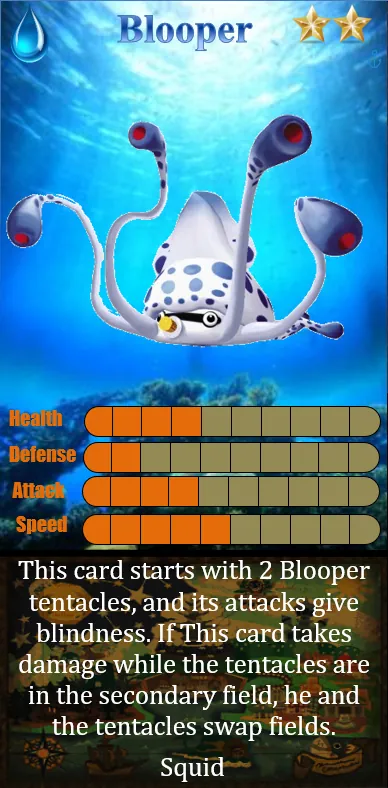 Blooper
Health
Defense
Attack
Speed
This card starts with 2 Blooper
tentacles, and its attacks give
blindness. If This card takes
damage while the tentacles are
in the secondary field, he and
the tentacles swap fields.
Squid